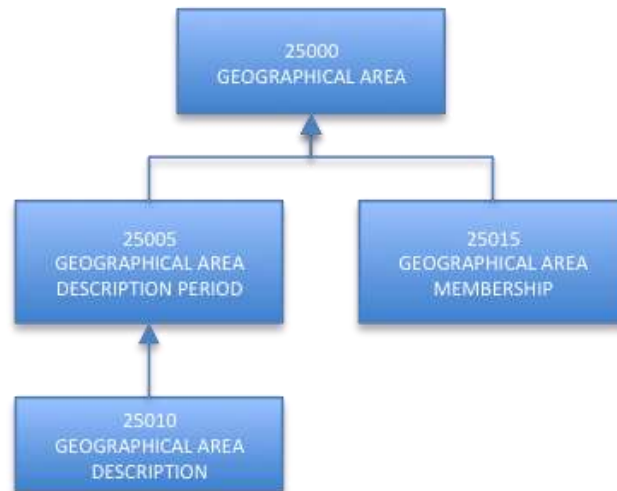 25000
GEOGRAPHICAL AREA
25005
GEOGRAPHICAL AREA
DESCRIPTION PERIOD
25015
GEOGRAPHICAL AREA
MEMBERSHIP
25010
GEOGRAPHICAL AREA
DESCRIPTION